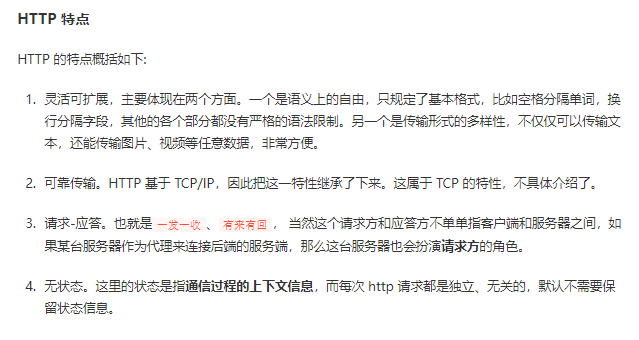 HTTP 特点
HTTP 的特点概括如下:
1. 灵活可扩展，主要体现在两个方面。一个是语义上的自由，只规定了基本格式，比如空格分隔单词，换
行分隔字段，其他的各个部分都没有严格的语法限制。另一个是传输形式的多样性，不仅仅可以传输文
本，还能传输图片、视频等任意数据，非常方便。
2. 可靠传输。HTTP 基于 TCP/IP，因此把这一特性继承了下来。这属于 TCP 的特性，不具体介绍了。
3. 请求-应答。也就是 一发一收 、 有来有回 ， 当然这个请求方和应答方不单单指客户端和服务器之间，如
果某台服务器作为代理来连接后端的服务端，那么这台服务器也会扮演请求方的角色。
4. 无状态。这里的状态是指通信过程的上下文信息，而每次 http 请求都是独立、无关的，默认不需要保
留状态信息。